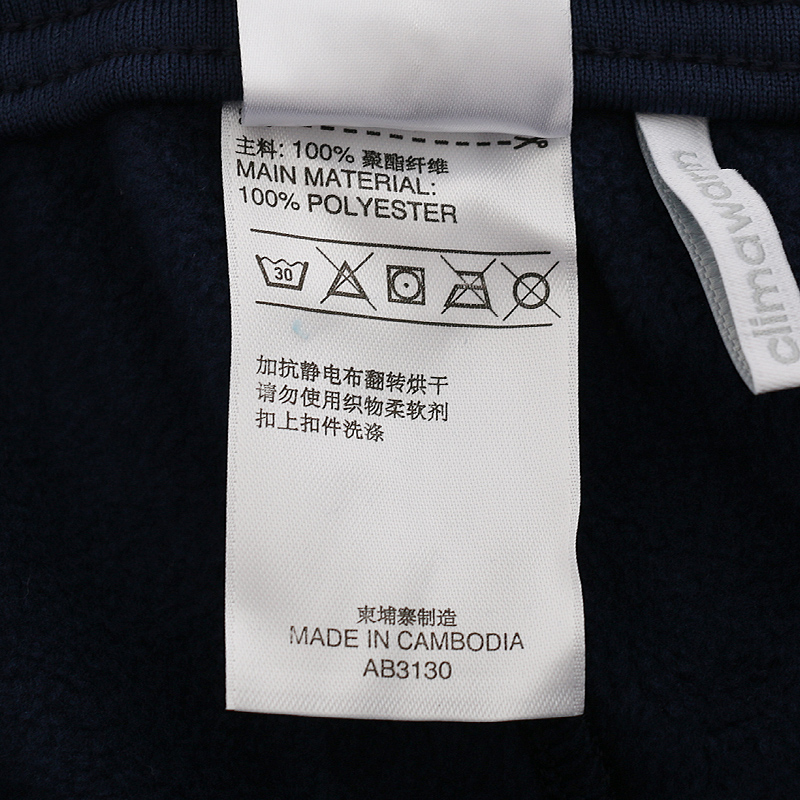 主料: 100% 聚酯纤维
MAIN MATERIAL:
100% POLYESTER
30
加抗静电布翻转烘干
请勿使用织物柔软剂
扣上扣件洗涤
柬埔寨制造
MADE IN CAMBODIA
AB3130
climawarm